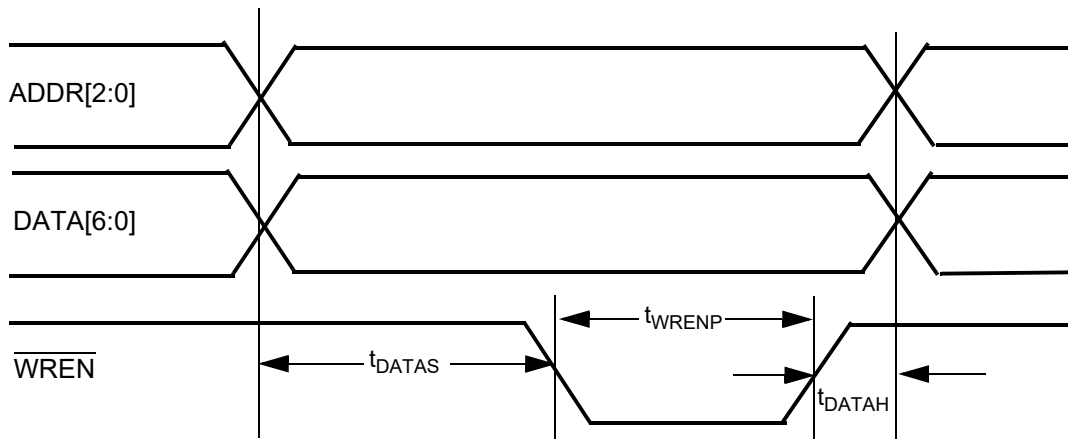 ADDR[2:0]
DATA[6:0]
tWRENP
WREN
tDATAS
tDATAH